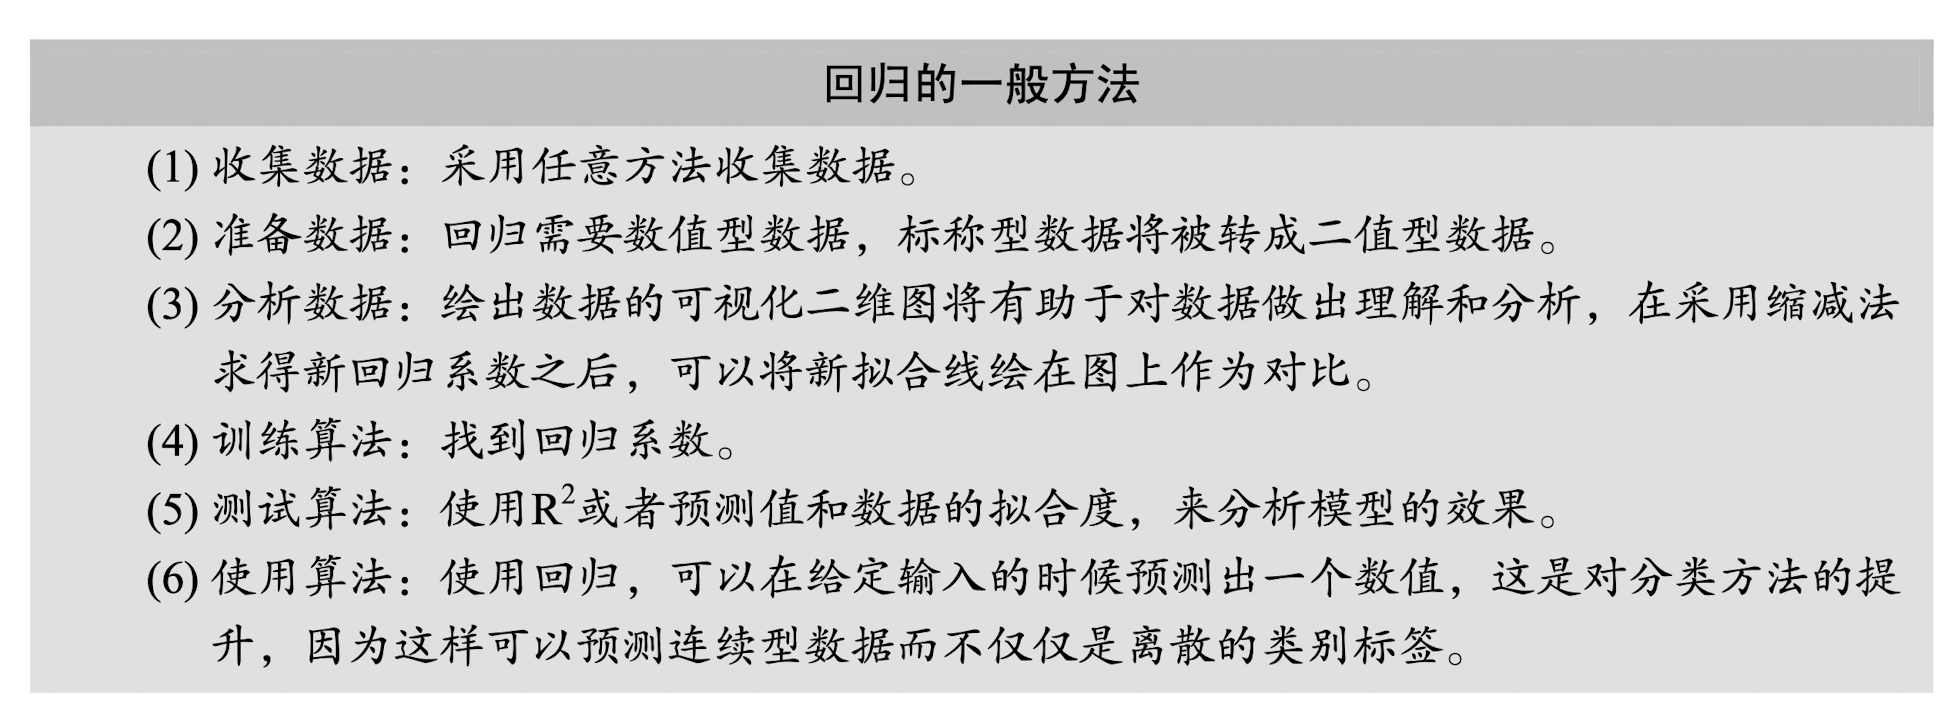 回归的一般方法
(1) 收集数据：采用任意方法收集数据。
(2) 准备数据：回归需要数值型数据，标称型数据将被转成二值型数据。
(3) 分析数据：绘出数据的可视化二维图将有助于对数据做出理解和分析，在采用缩减法
求得新回归系数之后，可以将新拟合线绘在图上作为对比。
(4) 训练算法：找到回归系数。
(5) 测试算法：使用R²或者预测值和数据的拟合度，来分析模型的效果。
(6) 使用算法：使用回归，可以在给定输入的时候预测出一个数值，这是对分类方法的提
升，因为这样可以预测连续型数据而不仅仅是离散的类别标签。